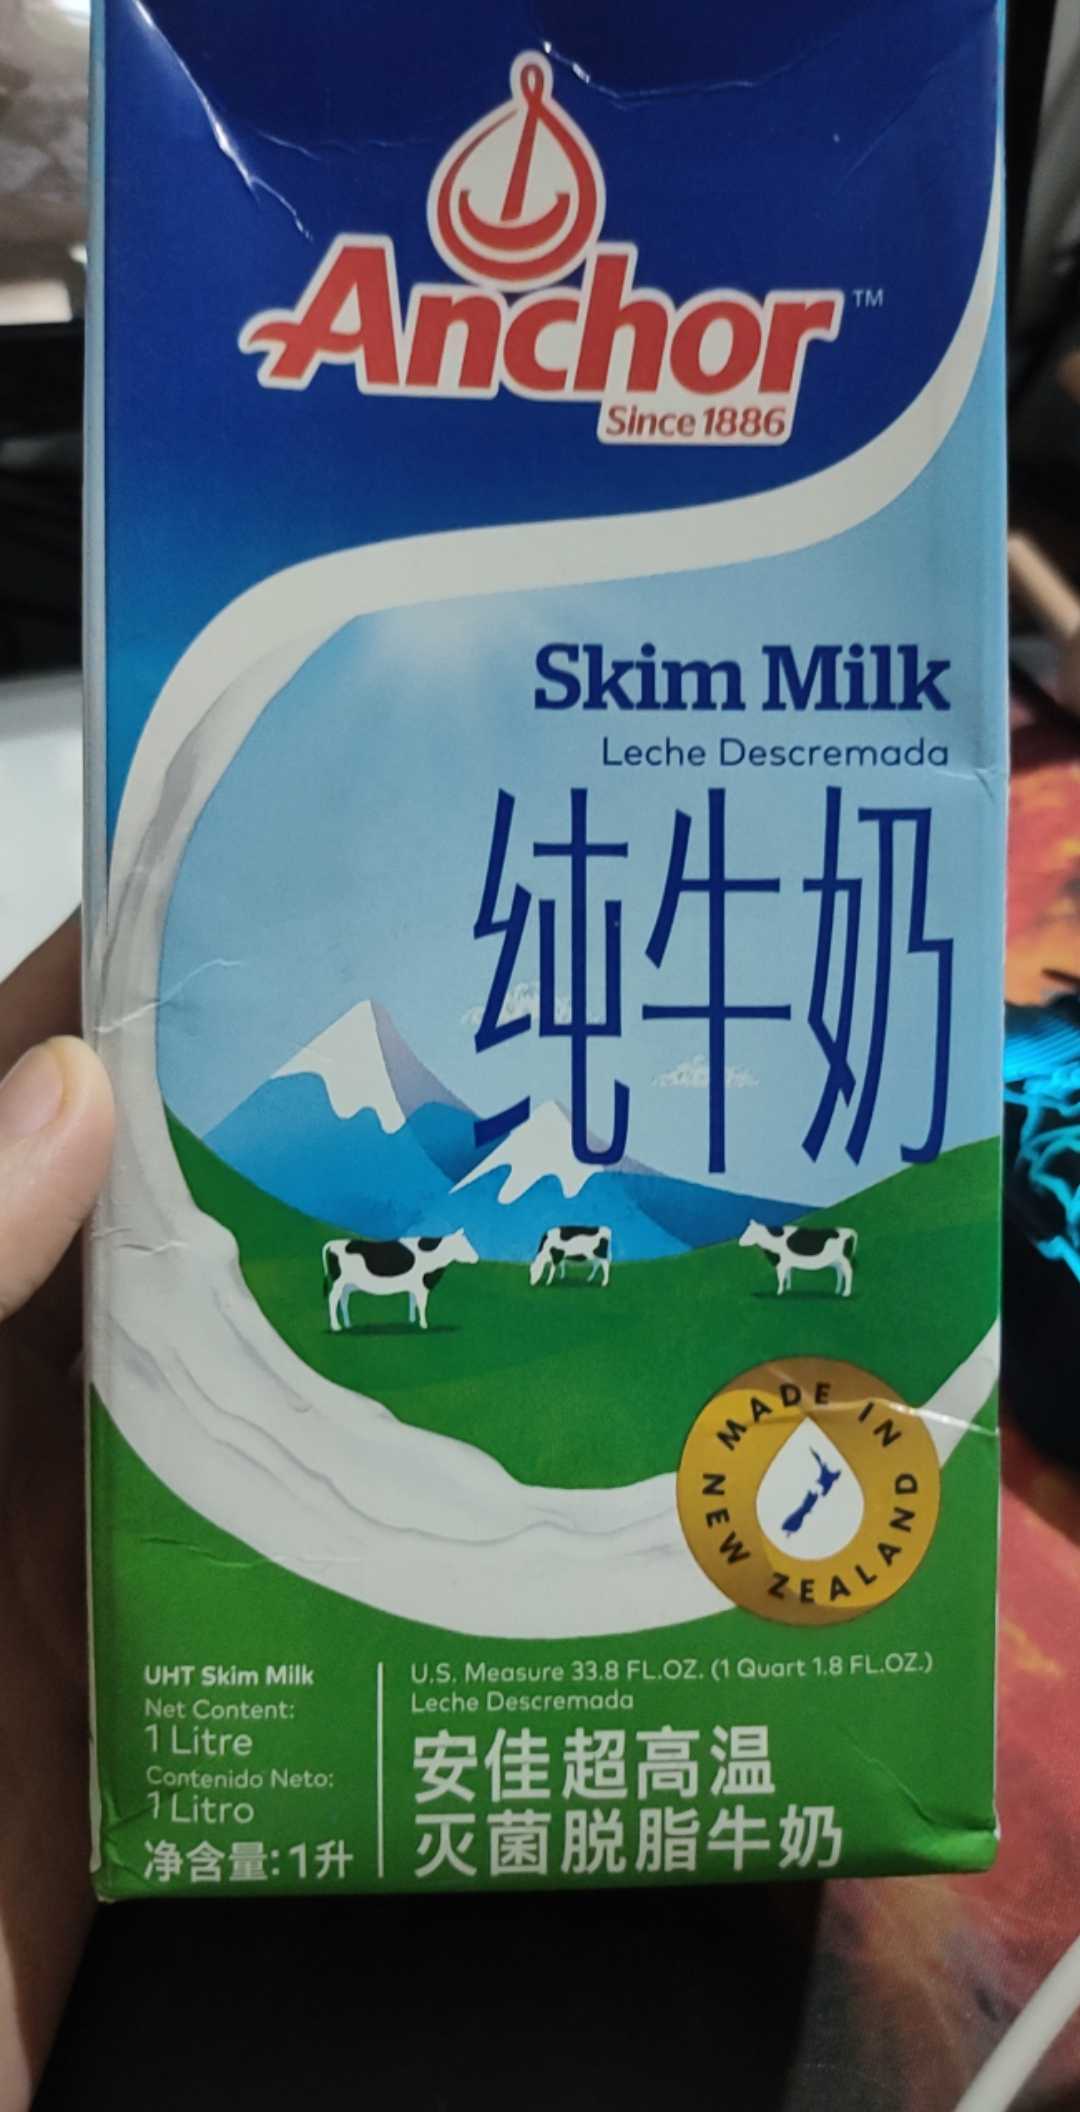 Anchor™
Since 1886
Skim Milk
Leche Descremada
纯牛奶
MADE IN NEW ZEALAND
UHT Skim Milk
Net Content:
1 Litre
Contenido Neto:
1 Litro
净含量:1升
U.S. Measure 33.8 FL.OZ. (1 Quart 1.8 FL.OZ.)
Leche Descremada
安佳超高温
灭菌脱脂牛奶